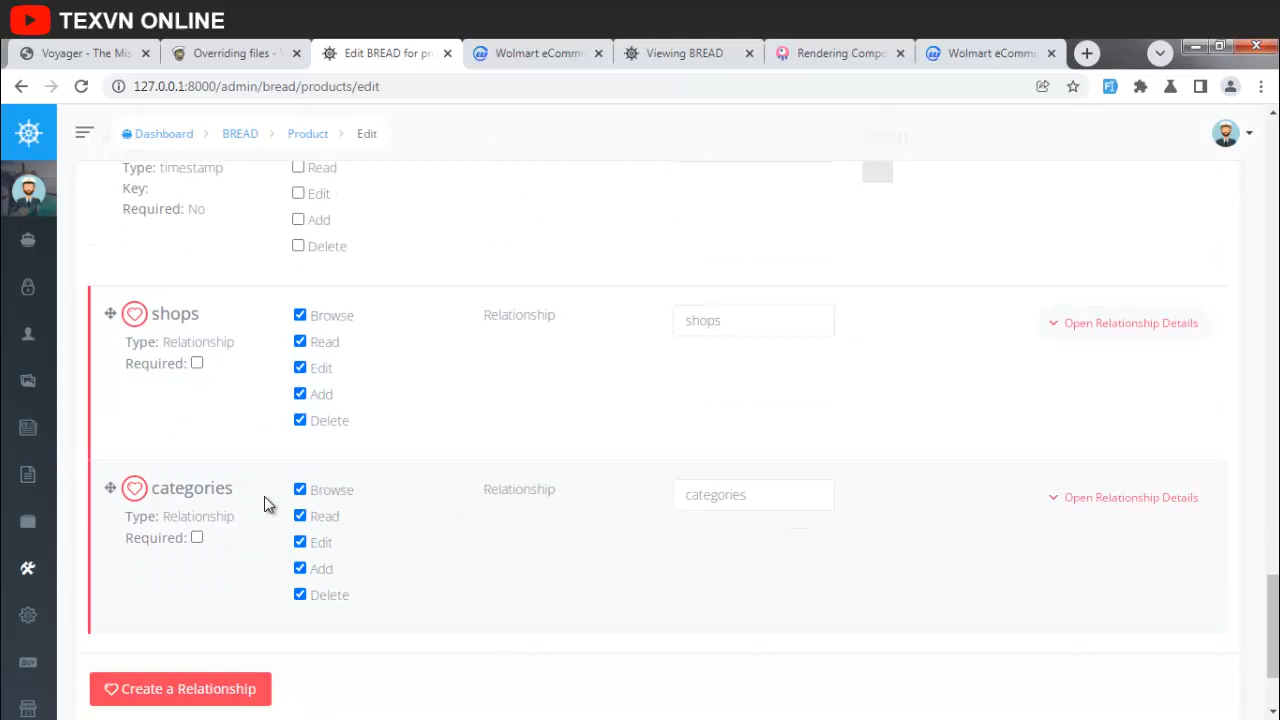 TEXVN ONLINE
Voyager - The Mis
Overriding files - V
Edit BREAD for pr
Wolmart eComm
Viewing BREAD
Rendering Compo
Wolmart eComm
127.0.0.1:8000/admin/bread/products/edit
Dashboard
BREAD
Product
Edit
Type: timestamp
Key:
Required: No
Read
Edit
Add
Delete
shops
Type: Relationship
Required:
Browse
Read
Edit
Add
Delete
Relationship
shops
Open Relationship Details
categories
Type: Relationship
Required:
Browse
Read
Edit
Add
Delete
Relationship
categories
Open Relationship Details
Create a Relationship